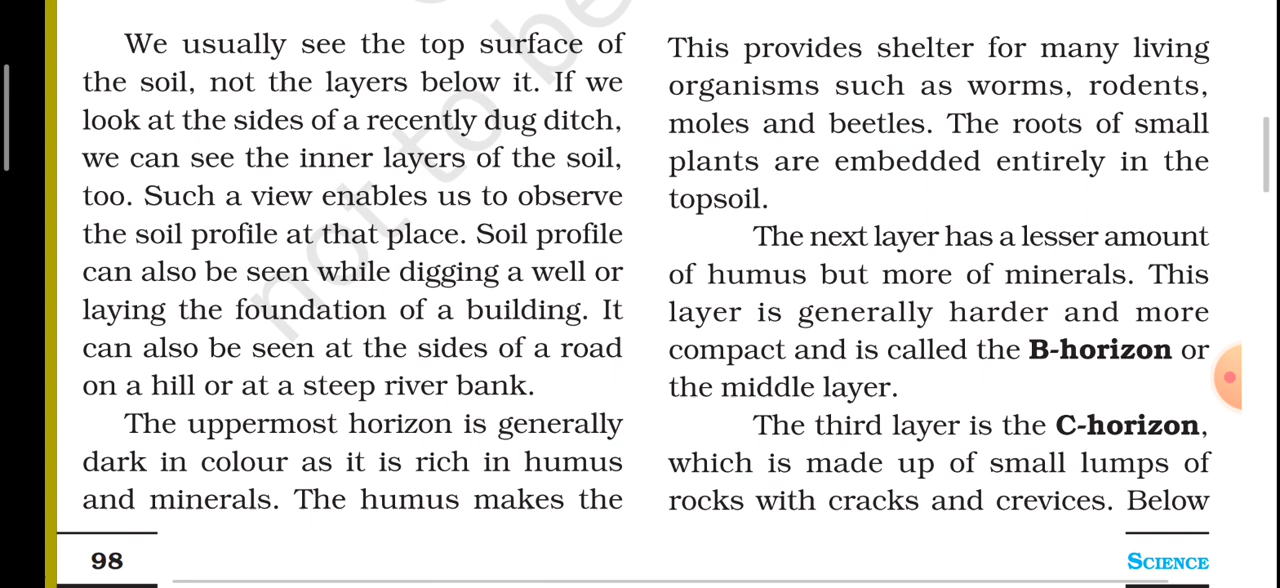 We usually see the top surface of
the soil, not the layers below it. If we
look at the sides of a recently dug ditch,
we can see the inner layers of the soil,
too. Such a view enables us to observe
the soil profile at that place. Soil profile
can also be seen while digging a well or
laying the foundation of a building. It
can also be seen at the sides of a road
on a hill or at a steep river bank.
The uppermost horizon is generally
dark in colour as it is rich in humus
and minerals. The humus makes the
This provides shelter for many living
organisms such as worms, rodents,
moles and beetles. The roots of small
plants are embedded entirely in the
topsoil.
The next layer has a lesser amount
of humus but more of minerals. This
layer is generally harder and more
compact and is called the B-horizon or
the middle layer.
The third layer is the C-horizon,
which is made up of small lumps of
rocks with cracks and crevices. Below
98
SCIENCE
not to be